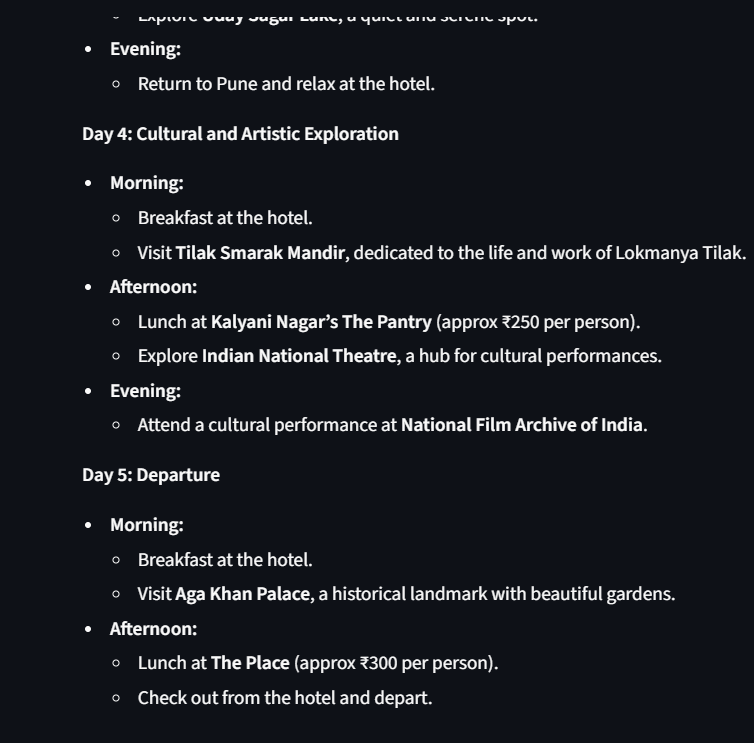 Explore Uday Sagar Lake, a quiet and serene spot.
Evening:
Return to Pune and relax at the hotel.
Day 4: Cultural and Artistic Exploration
Morning:
Breakfast at the hotel.
Visit Tilak Smarak Mandir, dedicated to the life and work of Lokmanya Tilak.
Afternoon:
Lunch at Kalyani Nagar’s The Pantry (approx ₹250 per person).
Explore Indian National Theatre, a hub for cultural performances.
Evening:
Attend a cultural performance at National Film Archive of India.
Day 5: Departure
Morning:
Breakfast at the hotel.
Visit Aga Khan Palace, a historical landmark with beautiful gardens.
Afternoon:
Lunch at The Place (approx ₹300 per person).
Check out from the hotel and depart.